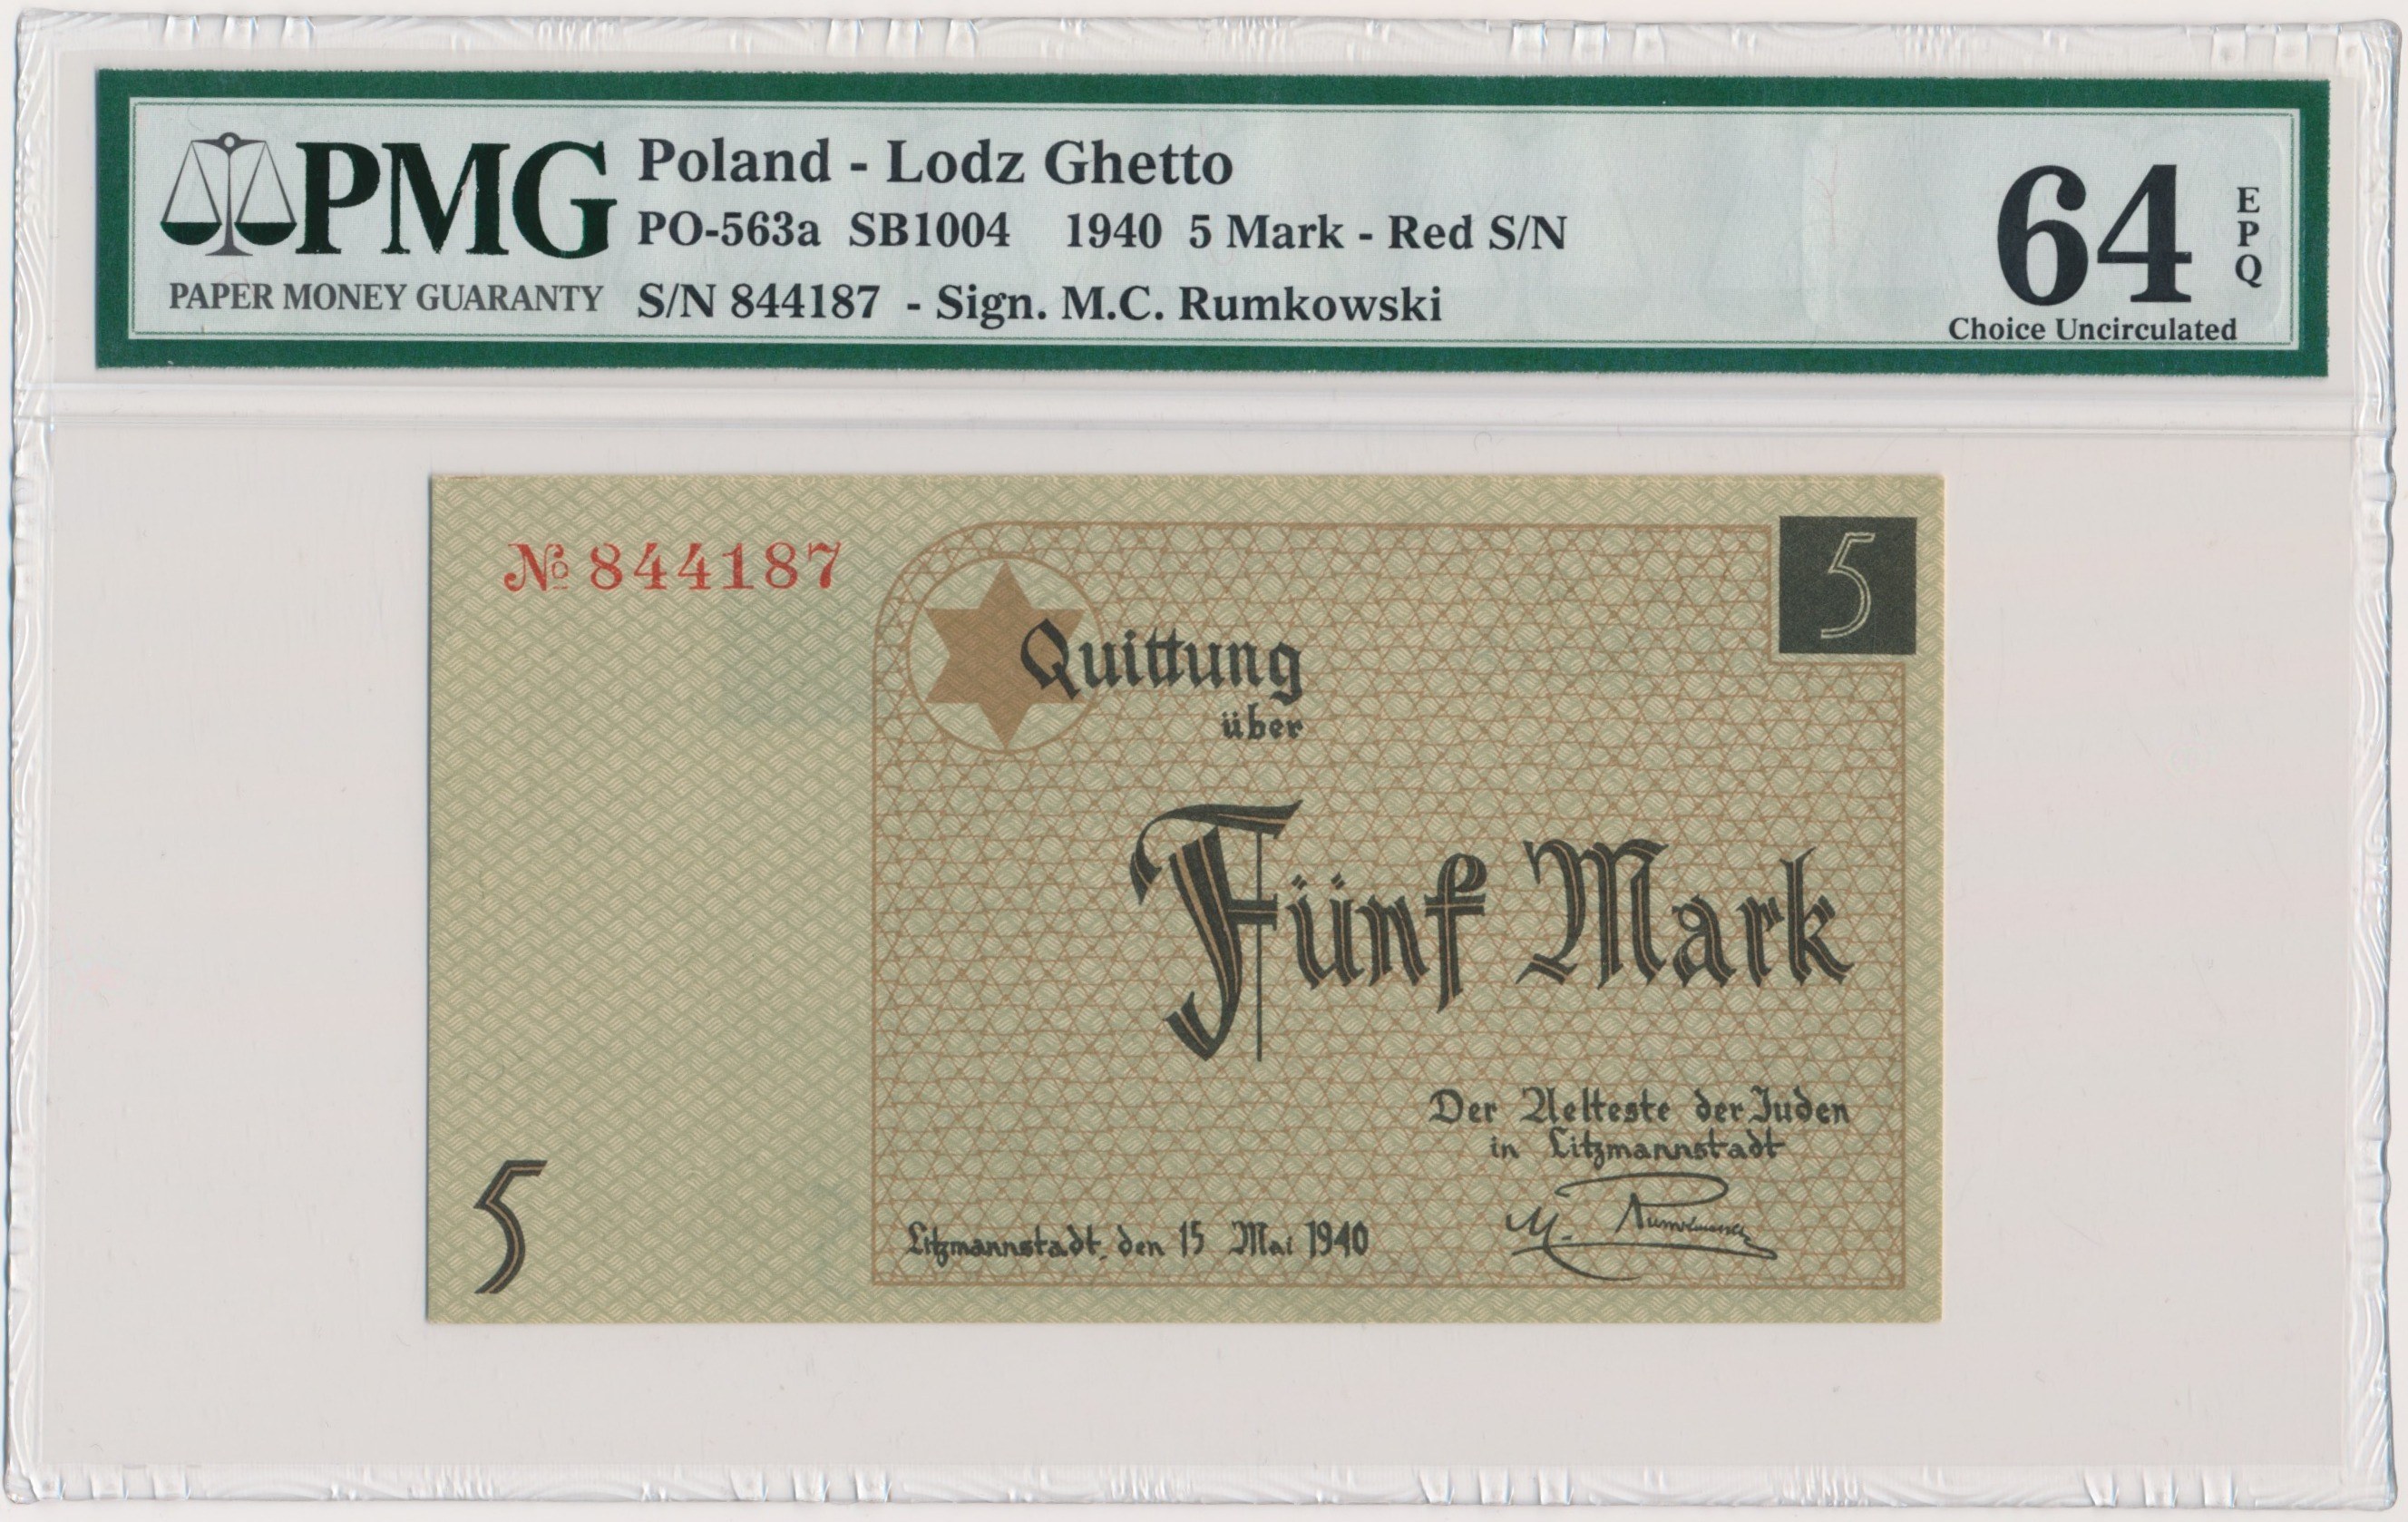 PMG
PAPER MONEY GUARANTY
Poland - Lodz Ghetto
PO-563a SB1004 1940 5 Mark - Red S/N
S/N 844187 - Sign. M.C. Rumkowski
64
EPQ
Choice Uncirculated
№ 844187
5
Quittung
über
Fünf Mark
Der Aelteste der Juden
in Litzmannstadt
M. Rumkowski
Litzmannstadt, den 15 Mai 1940
5